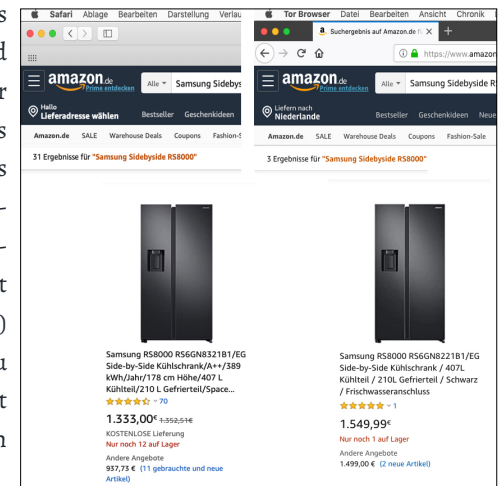 Safari Ablage Bearbeiten Darstellung Verlau
amazon.de
Prime entdecken
Alle
Samsung Sidebys
Hallo
Lieferadresse wählen
Bestseller Geschenkideen
Amazon.de SALE Warehouse Deals Coupons Fashion-S
31 Ergebnisse für "Samsung Sidebyside RS8000"
Samsung RS8000 RS6GN8321B1/EG
Side-by-Side Kühlschrank/A++/389
kWh/Jahr/178 cm Höhe/407 L
Kühlteil/210 L Gefrierteil/Space...
70
1.333,00€ 1.352,51€
KOSTENLOSE Lieferung
Nur noch 12 auf Lager
Andere Angebote
937,73 € (11 gebrauchte und neue
Artikel)
Tor Browser Datei Bearbeiten Ansicht Chronik
a Suchergebnis auf Amazon.de f
https://www.amazon
amazon.de
Prime entdecken
Alle
Samsung Sidebyside R
Liefern nach
Niederlande
Bestseller Geschenkideen Neue
Amazon.de SALE Warehouse Deals Coupons Fashion-Sale
3 Ergebnisse für "Samsung Sidebyside RS8000"
Samsung RS8000 RS6GN8221B1/EG
Side-by-Side Kühlschrank / 407L
Kühlteil / 210L Gefrierteil / Schwarz
/ Frischwasseranschluss
1
1.549,99€
Nur noch 1 auf Lager
Andere Angebote
1.499,00 € (2 neue Artikel)